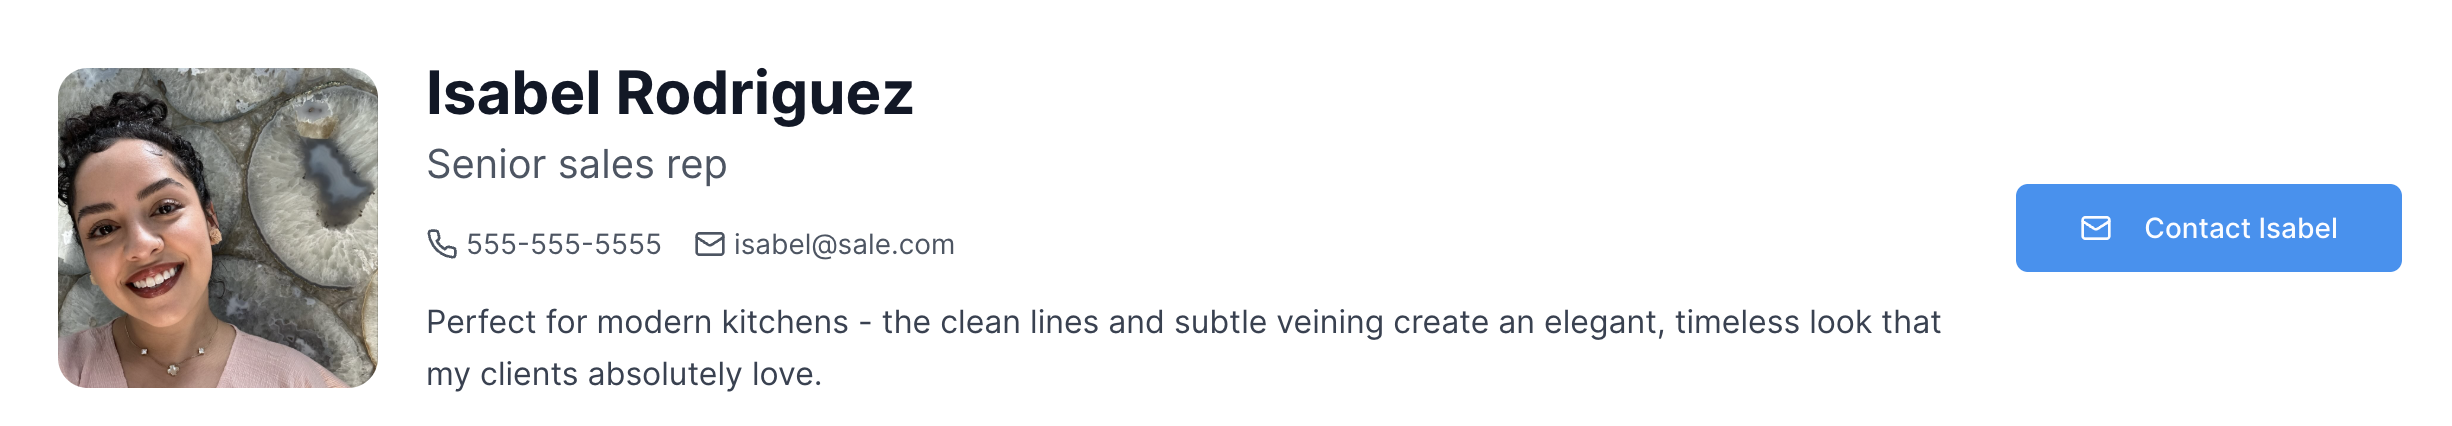 Isabel Rodriguez
Senior sales rep
555-555-5555 isabel@sale.com
Contact Isabel
Perfect for modern kitchens - the clean lines and subtle veining create an elegant, timeless look that
my clients absolutely love.